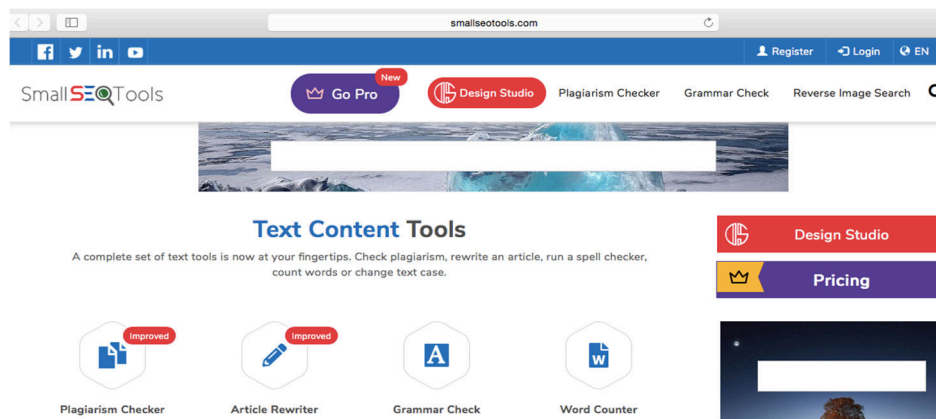 smallseotools.com
Register Login EN
SmallSEOTools
New
Go Pro
Design Studio
Plagiarism Checker
Grammar Check
Reverse Image Search
Text Content Tools
A complete set of text tools is now at your fingertips. Check plagiarism, rewrite an article, run a spell checker,
count words or change text case.
Design Studio
Pricing
Improved
Improved
A
W
Plagiarism Checker
Article Rewriter
Grammar Check
Word Counter